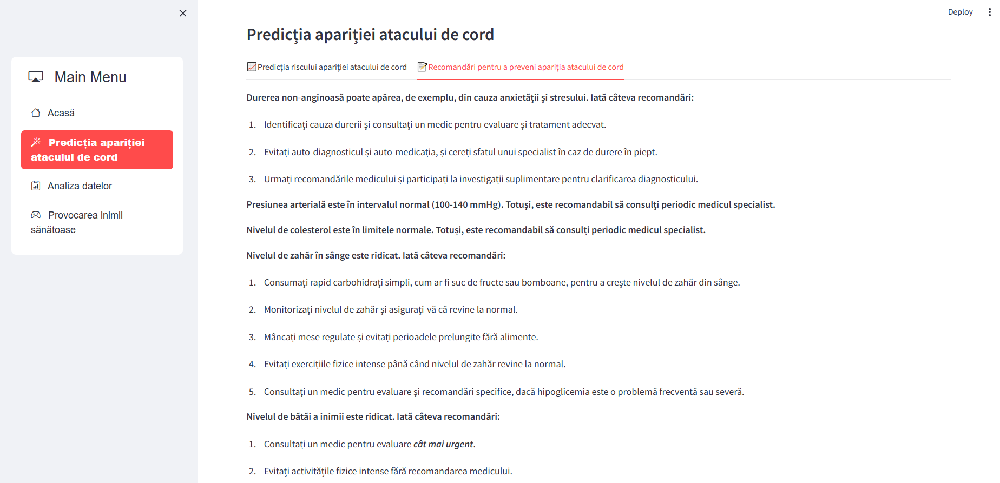 Deploy
Main Menu
Acasă
Predicția apariției
atacului de cord
Analiza datelor
Provocarea inimii
sănătoase
Predicția apariției atacului de cord
Predicția riscului apariției atacului de cord
Recomandări pentru a preveni apariția atacului de cord
Durerea non-anginoasă poate apărea, de exemplu, din cauza anxietății și stresului. Iată câteva recomandări:
1. Identificați cauza durerii și consultați un medic pentru evaluare și tratament adecvat.
2. Evitați auto-diagnosticul și auto-medicația, și cereți sfatul unui specialist în caz de durere în piept.
3. Urmați recomandările medicului și participați la investigații suplimentare pentru clarificarea diagnosticului.
Presiunea arterială este în intervalul normal (100-140 mmHg). Totuși, este recomandabil să consulți periodic medicul specialist.
Nivelul de colesterol este în limitele normale. Totuși, este recomandabil să consulți periodic medicul specialist.
Nivelul de zahăr în sânge este ridicat. Iată câteva recomandări:
1. Consumați rapid carbohidrați simpli, cum ar fi suc de fructe sau bomboane, pentru a crește nivelul de zahăr din sânge.
2. Monitorizați nivelul de zahăr și asigurați-vă că revine la normal.
3. Mâncați mese regulate și evitați perioadele prelungite fără alimente.
4. Evitați exercițiile fizice intense până când nivelul de zahăr revine la normal.
5. Consultați un medic pentru evaluare și recomandări specifice, dacă hipoglicemia este o problemă frecventă sau severă.
Nivelul de bătăi a inimii este ridicat. Iată câteva recomandări:
1. Consultați un medic pentru evaluare cât mai urgent.
2. Evitați activitățile fizice intense fără recomandarea medicului.